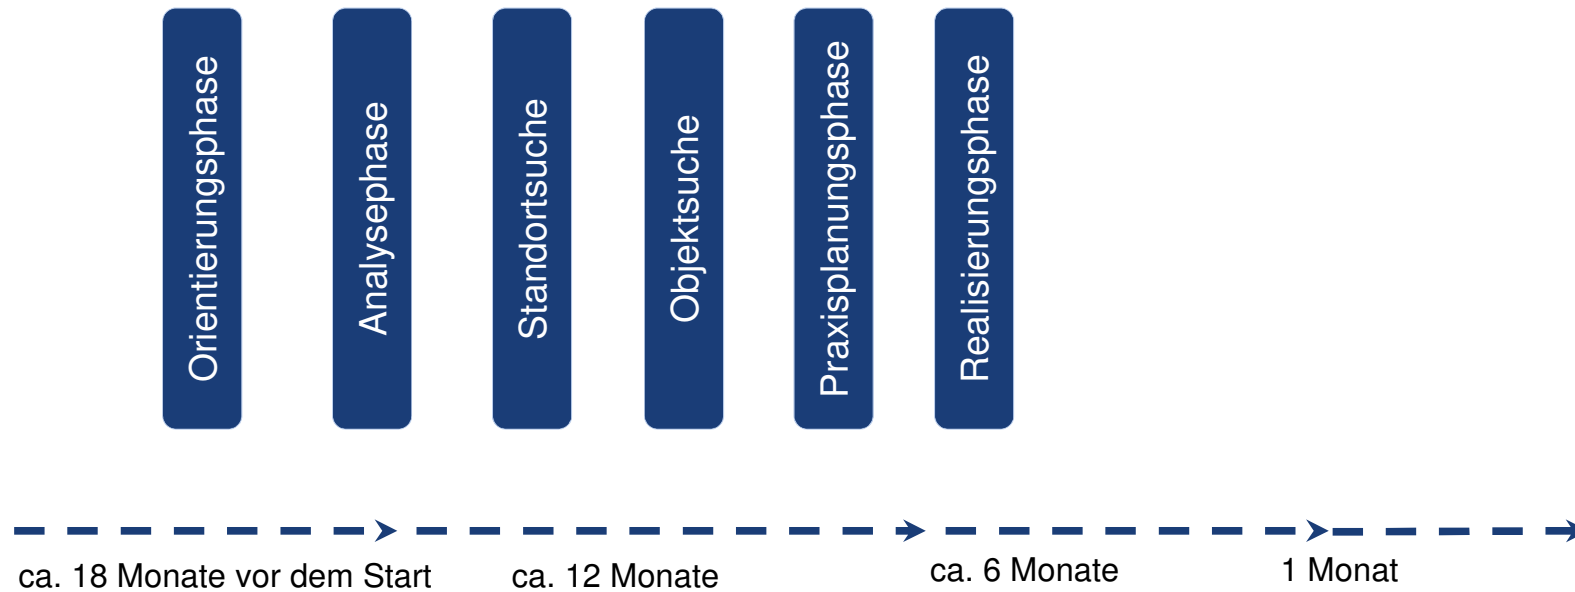 Orientierungsphase
Analysephase
Standortsuche
Objektsuche
Praxisplanungsphase
Realisierungsphase
ca. 18 Monate vor dem Start
ca. 12 Monate
ca. 6 Monate
1 Monat